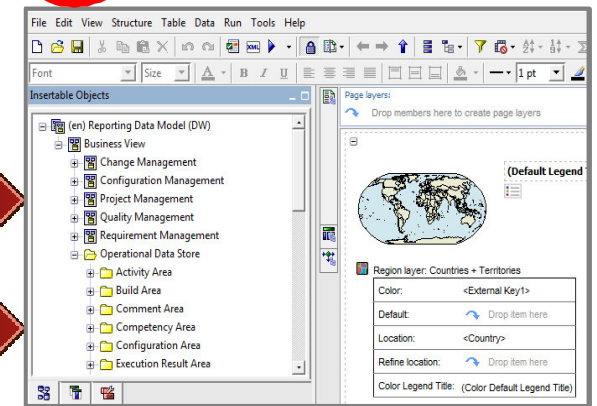 File Edit View Structure Table Data Run Tools Help
Font Size A B I U 1 pt
Insertable Objects
Page layers:
Drop members here to create page layers
(en) Reporting Data Model (DW)
Business View
Change Management
Configuration Management
Project Management
Quality Management
Requirement Management
Operational Data Store
Activity Area
Build Area
Comment Area
Competency Area
Configuration Area
Execution Result Area
(Default Legend
Region layer: Countries + Territories
Color: <External Key1>
Default: Drop item here
Location: <Country>
Refine location: Drop item here
Color Legend Title: (Color Default Legend Title)